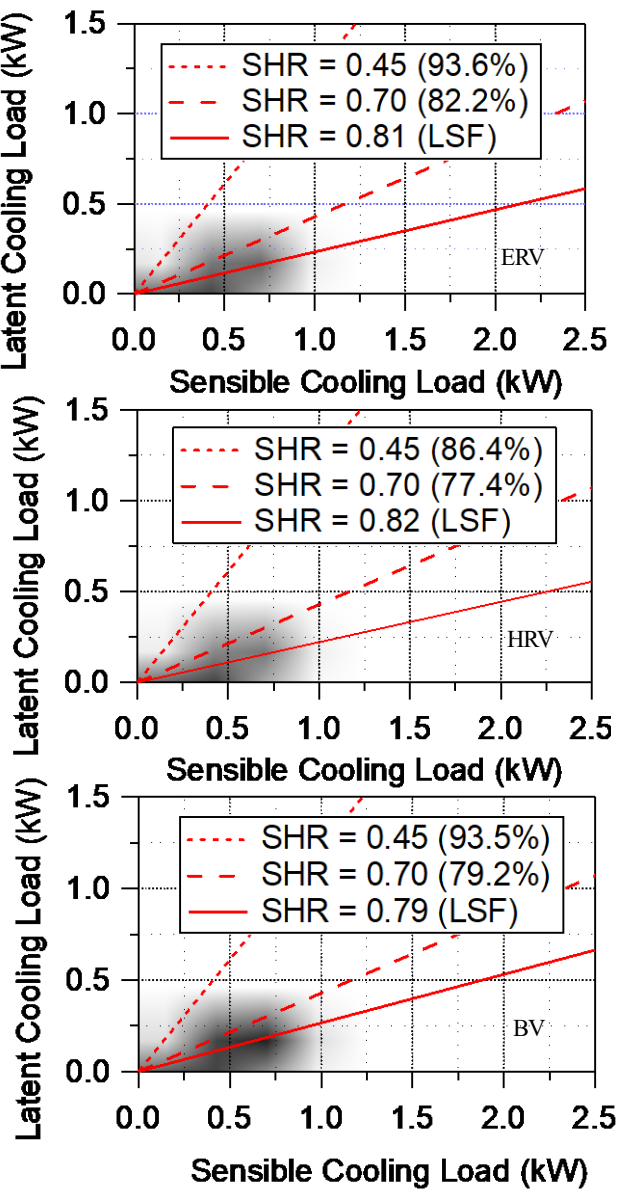 Latent Cooling Load (kW)
1.5
1.0
0.5
0.0
SHR = 0.45 (93.6%)
SHR = 0.70 (82.2%)
SHR = 0.81 (LSF)
ERV
0.0 0.5 1.0 1.5 2.0 2.5
Sensible Cooling Load (kW)
Latent Cooling Load (kW)
1.5
1.0
0.5
0.0
SHR = 0.45 (86.4%)
SHR = 0.70 (77.4%)
SHR = 0.82 (LSF)
HRV
0.0 0.5 1.0 1.5 2.0 2.5
Sensible Cooling Load (kW)
Latent Cooling Load (kW)
1.5
1.0
0.5
0.0
SHR = 0.45 (93.5%)
SHR = 0.70 (79.2%)
SHR = 0.79 (LSF)
BV
0.0 0.5 1.0 1.5 2.0 2.5
Sensible Cooling Load (kW)